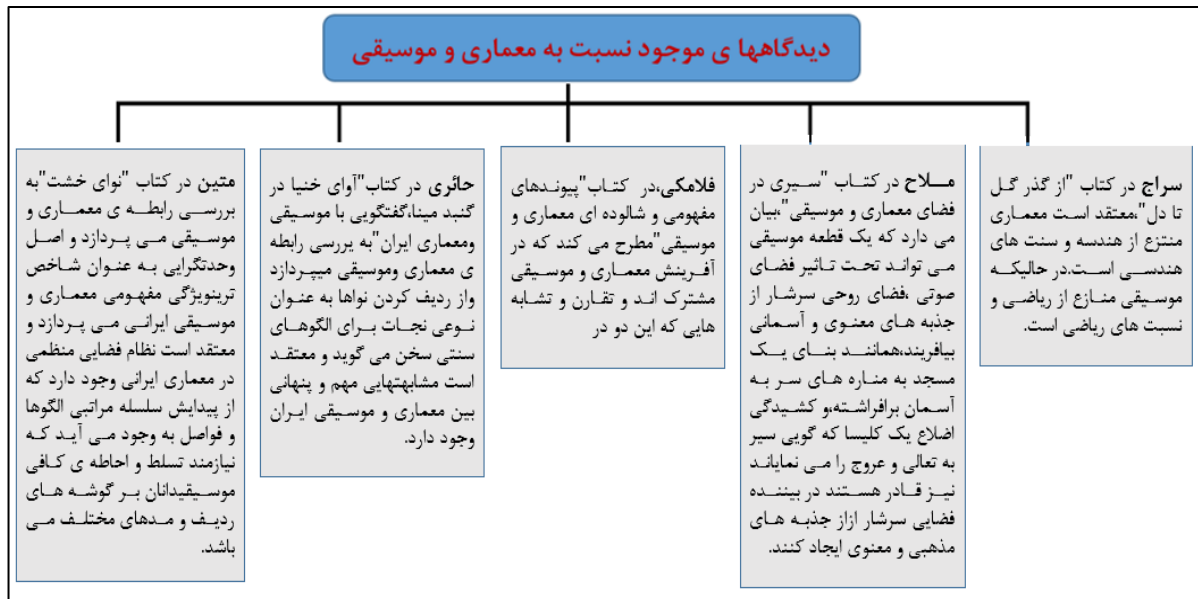 دیدگاهها ی موجود نسبت به معماری و موسیقی
سراج در کتاب "از گذر گل
تا دل"،معتقد است معماری
منتزع از هندسه و سنت های
هندسی است.در حالیکه
موسیقی منازع از ریاضی و
نسبت های ریاضی است.
ملاح در کتاب "سیری در
فضای معماری و موسیقی"،بیان
می دارد که یک قطعه موسیقی
می تواند تحت تاثیر فضای
صوتی ،فضای روحی سرشار از
جذبه های معنوی و آسمانی
بیافریند،همانند بنای یک
مسجد به مناره های سر به
آسمان برافراشته،و کشیدگی
اضلاع یک کلیسا که گویی سیر
به تعالی و عروج را می نمایاند
نیز قادر هستند در بیننده
فضایی سرشار ازاز جذبه های
مذهبی و معنوی ایجاد کنند.
فلامکی،در کتاب"پیوندهای
مفهومی و شالوده ای معماری و
موسیقی"مطرح می کند که در
آفرینش معماری و موسیقی
مشترک اند و تقارن و تشابه
هایی که این دو در
حائری در کتاب"آوای خنیا در
گنبد مینا،گفتگویی با موسیقی
ومعماری ایران"به یررسی رابطه
ی معماری وموسیقی میپپردازد
واز ردیف کردن نواها به عنوان
نوعی نجات برای الگوهای
سنتی سخن می گوید و معتقد
است مشابهتهایی مهم و پنهانی
بین معماری و موسیقی ایران
وجود دارد.
متین در کتاب "نوای خشت"به
بررسی رابطه ی معماری و
موسیقی می پردازد و اصل
وحدتگرایی به عنوان شاخص
ترینویژگی مفهومی معماری و
موسیقی ایرانی می پردازد و
معتقد است نظام فضایی منظمی
در معماری ایرانی وجود دارد که
از پیدایش سلسله مراتبی الگوها
و فواصل به وجود می آید که
نیازمند تسلط و احاطه ی کافی
موسیقیدانان بر گوشه های
ردیف و مدهای مختلف می
باشد.